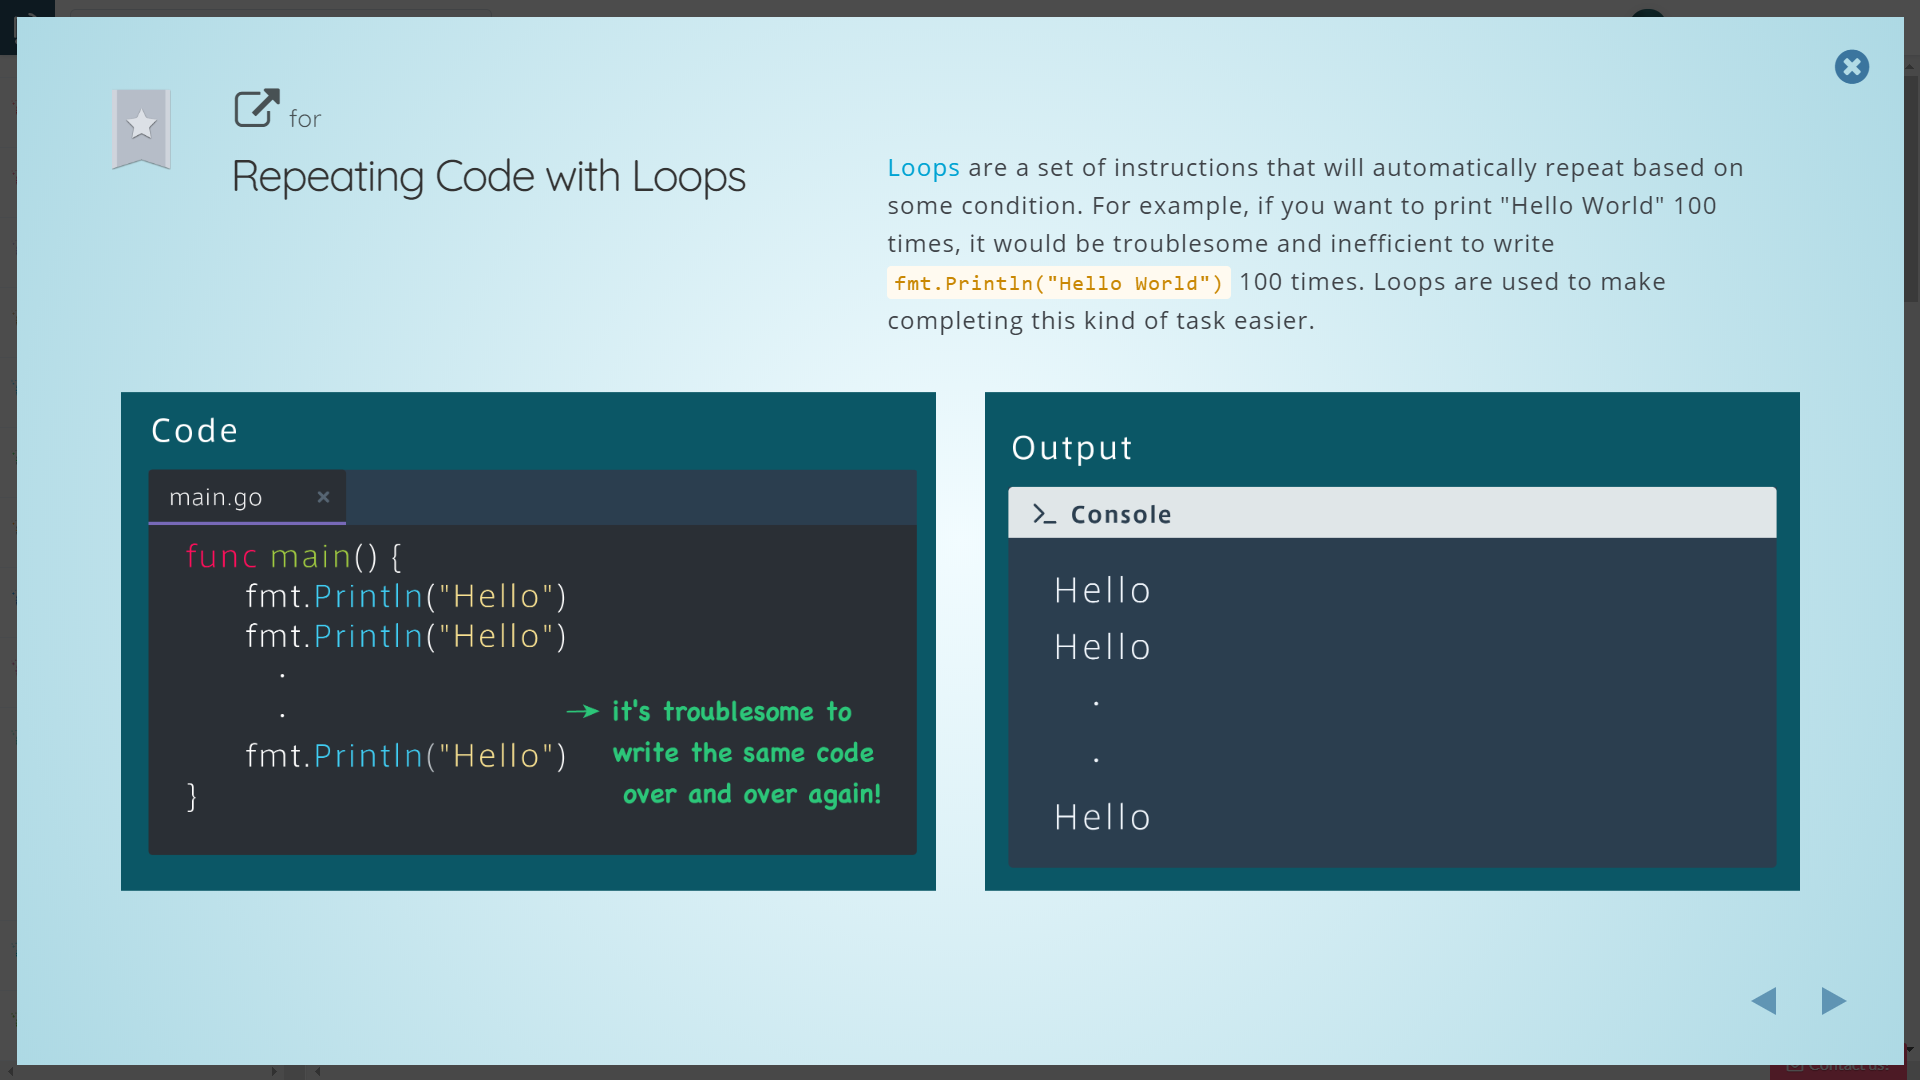 for
Repeating Code with Loops
Loops are a set of instructions that will automatically repeat based on
some condition. For example, if you want to print "Hello World" 100
times, it would be troublesome and inefficient to write
fmt.Println("Hello World") 100 times. Loops are used to make
completing this kind of task easier.
Code
main.go ×
func main() {
fmt.Println("Hello")
fmt.Println("Hello")
.
.
fmt.Println("Hello")
}
→ it's troublesome to
write the same code
over and over again!
Output
>_ Console
Hello
Hello
.
.
Hello
Contact us!